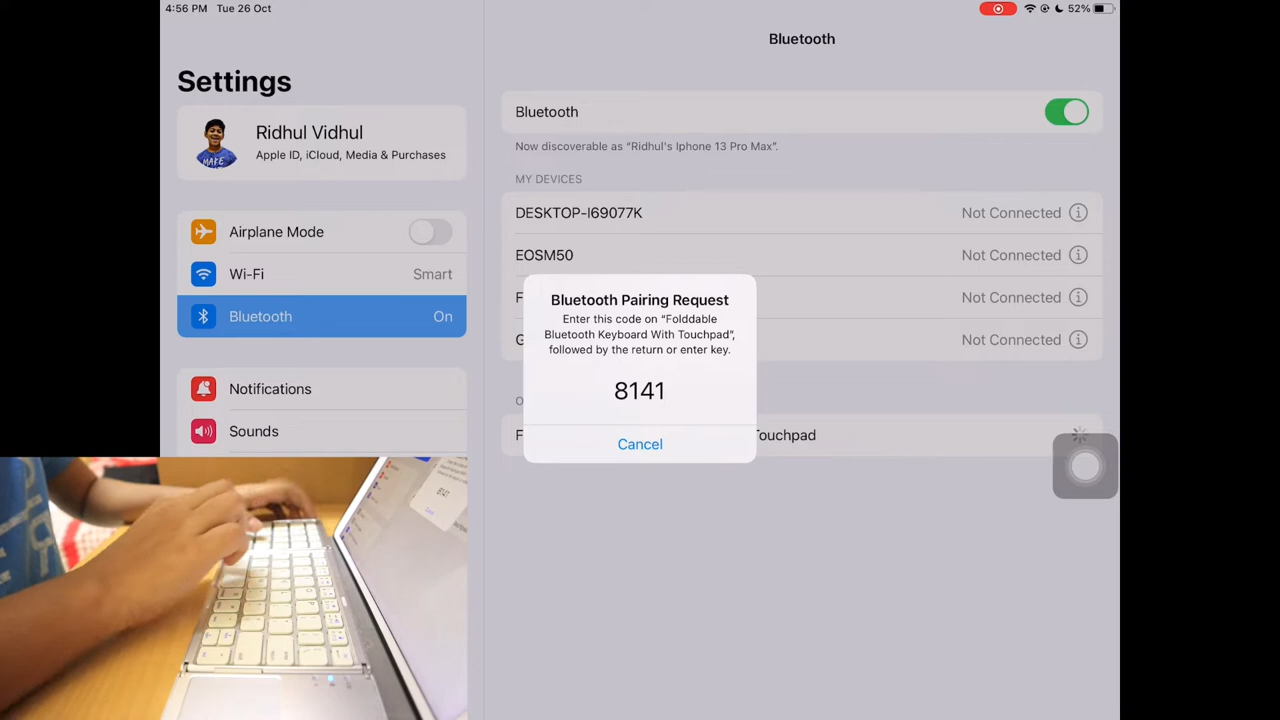 4:56 PM Tue 26 Oct
52%
Bluetooth
Settings
Ridhul Vidhul
Apple ID, iCloud, Media & Purchases
MAKE
Airplane Mode
Wi-Fi Smart
Bluetooth On
Notifications
Sounds
Bluetooth
Now discoverable as “Ridhul's Iphone 13 Pro Max”.
MY DEVICES
DESKTOP-I69077K Not Connected
EOSM50 Not Connected
F Not Connected
G Not Connected
O
F Touchpad
Bluetooth Pairing Request
Enter this code on “Folddable
Bluetooth Keyboard With Touchpad”,
followed by the return or enter key.
8141
Cancel
8141